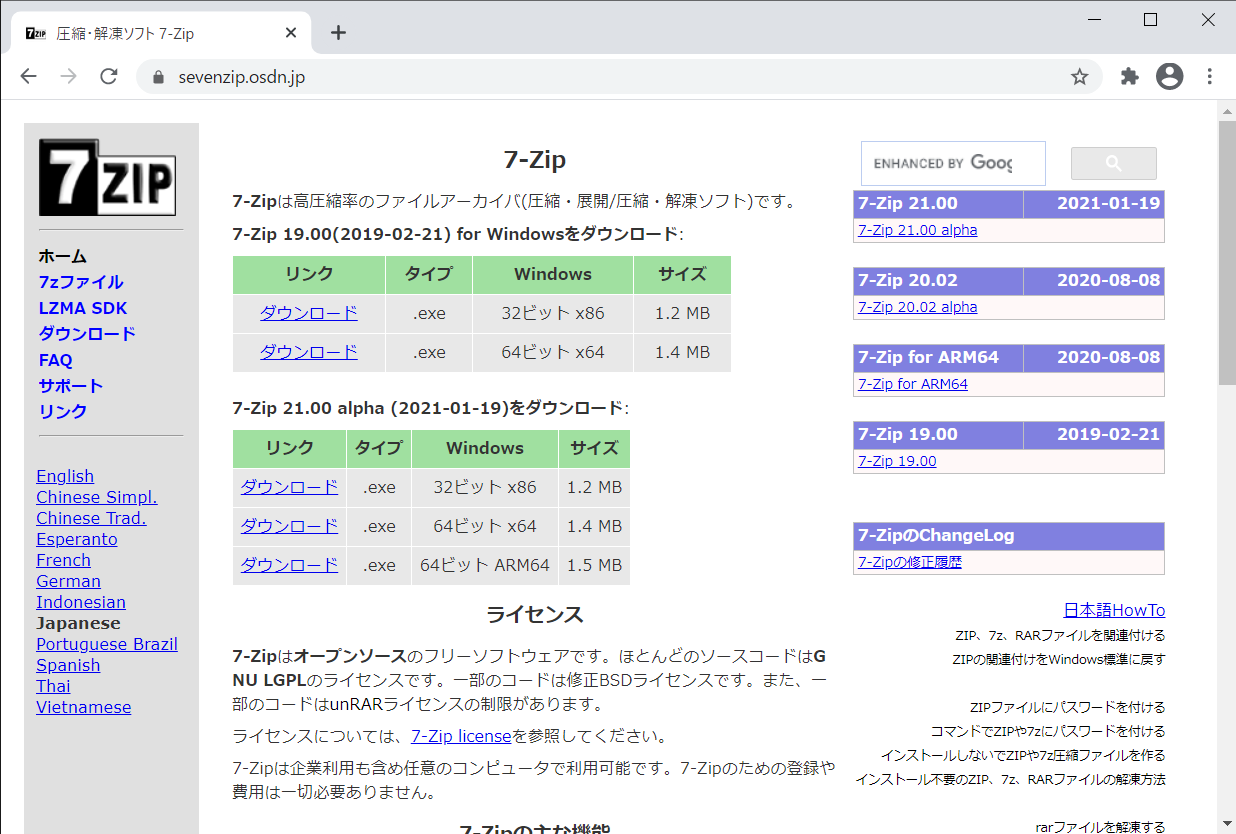 圧縮・解凍ソフト 7-Zip
sevenzip.osdn.jp
7ZIP
ホーム
7zファイル
LZMA SDK
ダウンロード
FAQ
サポート
リンク
English
Chinese Simpl.
Chinese Trad.
Esperanto
French
German
Indonesian
Japanese
Portuguese Brazil
Spanish
Thai
Vietnamese
7-Zip
7-Zipは高圧縮率のファイルアーカイバ(圧縮・展開/圧縮・解凍ソフト)です。
7-Zip 19.00(2019-02-21) for Windowsをダウンロード:
リンク タイプ Windows サイズ
ダウンロード .exe 32ビット x86 1.2 MB
ダウンロード .exe 64ビット x64 1.4 MB
7-Zip 21.00 alpha (2021-01-19)をダウンロード:
リンク タイプ Windows サイズ
ダウンロード .exe 32ビット x86 1.2 MB
ダウンロード .exe 64ビット x64 1.4 MB
ダウンロード .exe 64ビット ARM64 1.5 MB
ライセンス
7-Zipはオープンソースのフリーソフトウェアです。ほとんどのソースコードはG
NU LGPLのライセンスです。一部のコードは修正BSDライセンスです。また、一
部のコードはunRARライセンスの制限があります。
ライセンスについては、7-Zip licenseを参照してください。
7-Zipは企業利用も含め任意のコンピュータで利用可能です。7-Zipのための登録や
費用は一切必要ありません。
7-Zipの主な機能
ENHANCED BY Goog
7-Zip 21.00 2021-01-19
7-Zip 21.00 alpha
7-Zip 20.02 2020-08-08
7-Zip 20.02 alpha
7-Zip for ARM64 2020-08-08
7-Zip for ARM64
7-Zip 19.00 2019-02-21
7-Zip 19.00
7-ZipのChangeLog
7-Zipの修正履歴
日本語HowTo
ZIP、7z、RARファイルを関連付ける
ZIPの関連付けをWindows標準に戻す
ZIPファイルにパスワードを付ける
コマンドでZIPや7zにパスワードを付ける
インストールしないでZIPや7z圧縮ファイルを作る
インストール不要のZIP、7z、RARファイルの解凍方法
rarファイルを解凍する